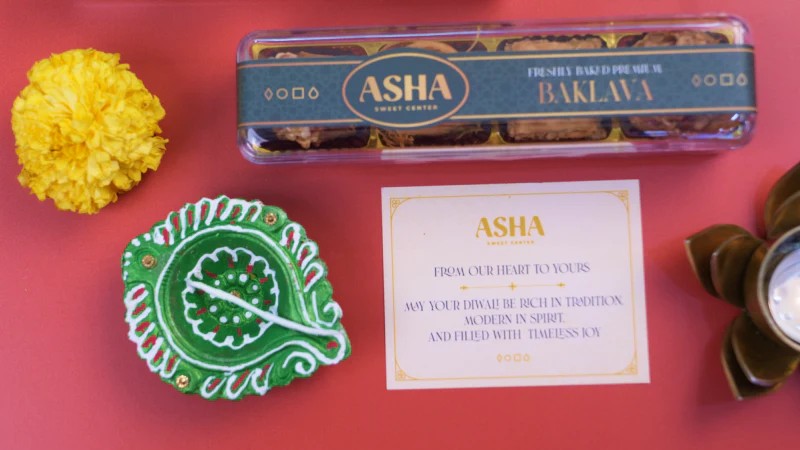 ASHA
SWEET CENTER
FRESHLY BAKED PREMIUM
BAKLAVA
ASHA
SWEET CENTER
FROM OUR HEART TO YOURS
MAY YOUR DIWALI BE RICH IN TRADITION,
MODERN IN SPIRIT,
AND FILLED WITH TIMELESS JOY